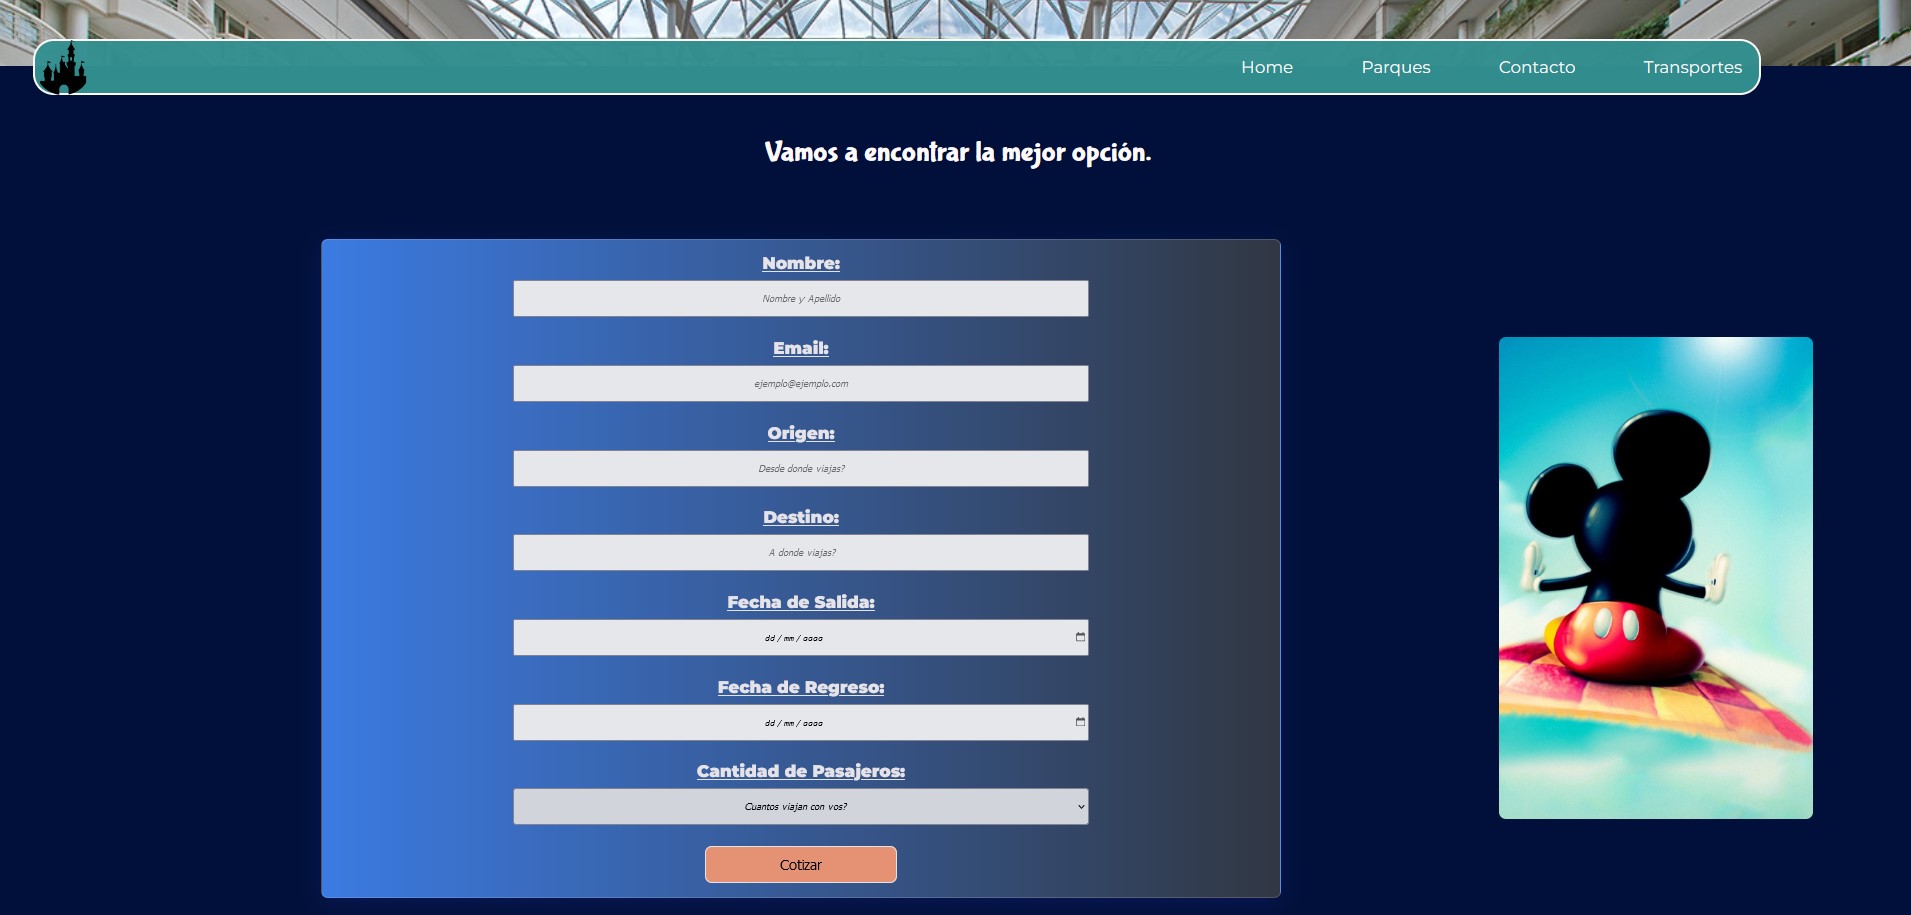 Home Parques Contacto Transportes
Vamos a encontrar la mejor opción.
Nombre:
Nombre y Apellido
Email:
ejemplo@ejemplo.com
Origen:
Desde donde viajas?
Destino:
A donde viajas?
Fecha de Salida:
dd / mm / aaaa
Fecha de Regreso:
dd / mm / aaaa
Cantidad de Pasajeros:
Cuantos viajan con vos?
Cotizar